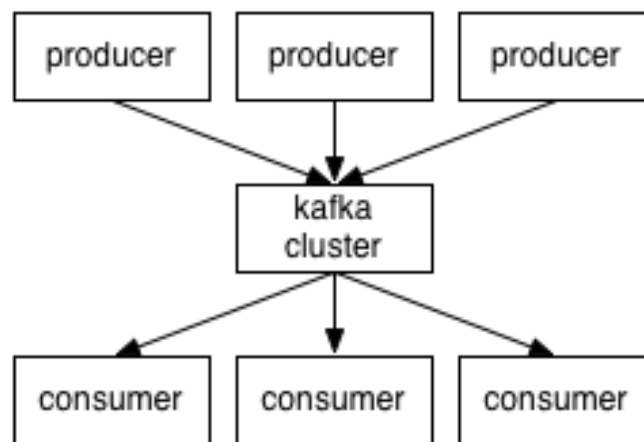 producer
producer
producer
kafka
cluster
consumer
consumer
consumer